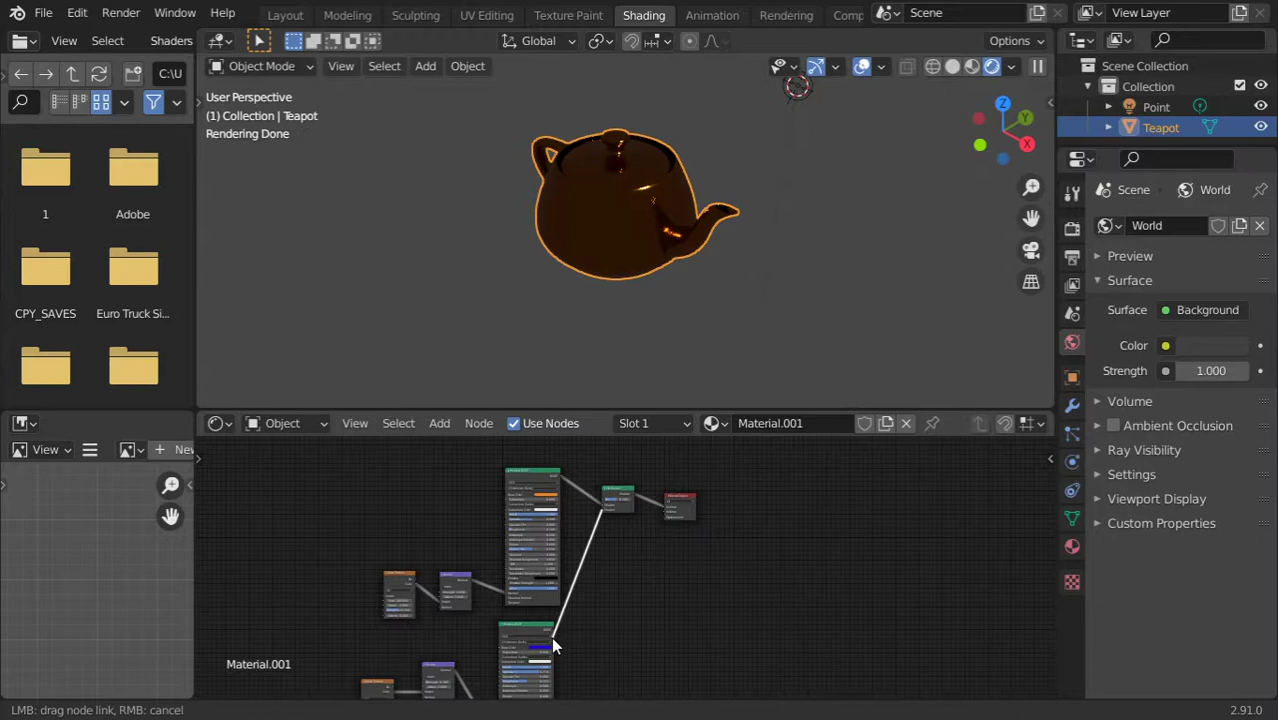 File Edit Render Window Help Layout Modeling Sculpting UV Editing Texture Paint Shading Animation Rendering Comp Scene View Layer
View Select Shaders Global Options
Object Mode View Select Add Object Scene Collection
C:\U Collection
User Perspective
(1) Collection | Teapot
Rendering Done
Point
Teapot
Z
Y
X
1 Adobe
CPY_SAVES Euro Truck Si...
Scene World
World
Preview
Surface
Surface Background
Color
Strength 1.000
Volume
Ambient Occlusion
Ray Visibility
Settings
Viewport Display
Custom Properties
View New
Object View Select Add Node Use Nodes Slot 1 Material.001
Material.001
LMB: drag node link, RMB: cancel 2.91.0